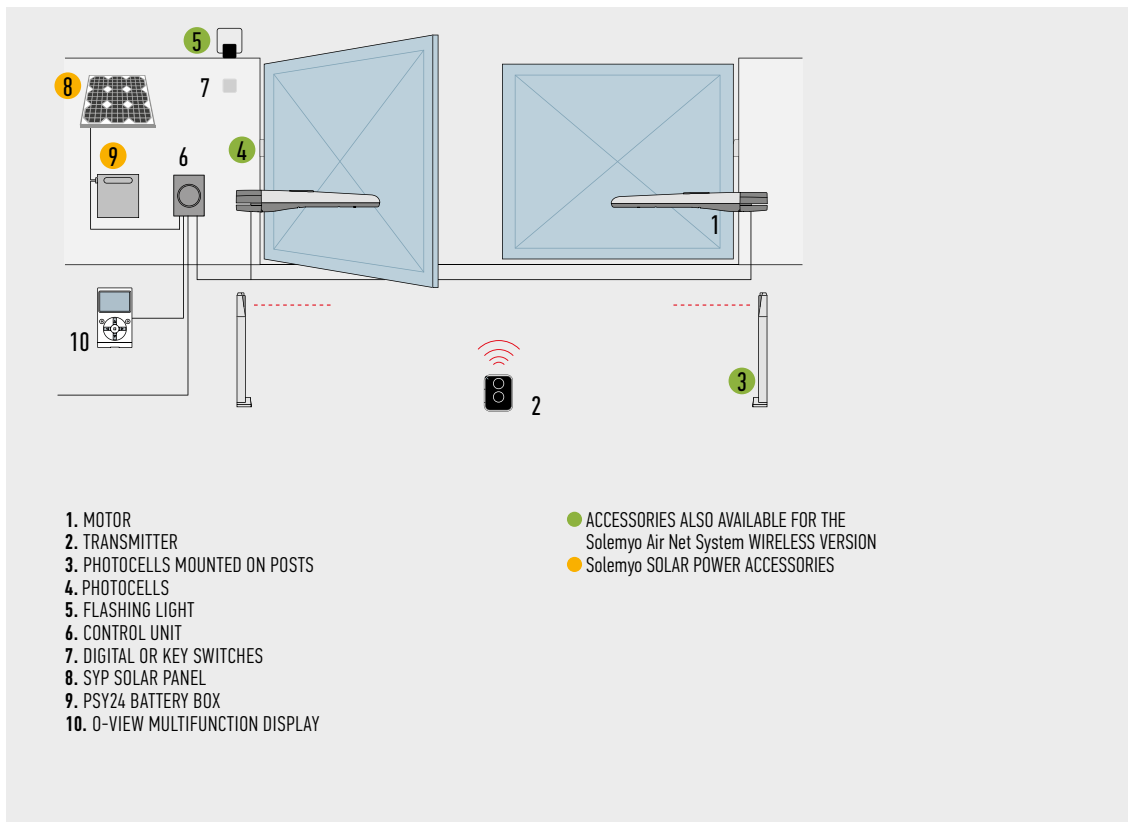 5
8
7
4
9
6
1
10
3
2
1. MOTOR
2. TRANSMITTER
3. PHOTOCELLS MOUNTED ON POSTS
4. PHOTOCELLS
5. FLASHING LIGHT
6. CONTROL UNIT
7. DIGITAL OR KEY SWITCHES
8. SYP SOLAR PANEL
9. PSY24 BATTERY BOX
10. O-VIEW MULTIFUNCTION DISPLAY
ACCESSORIES ALSO AVAILABLE FOR THE
Solemyo Air Net System WIRELESS VERSION
Solemyo SOLAR POWER ACCESSORIES